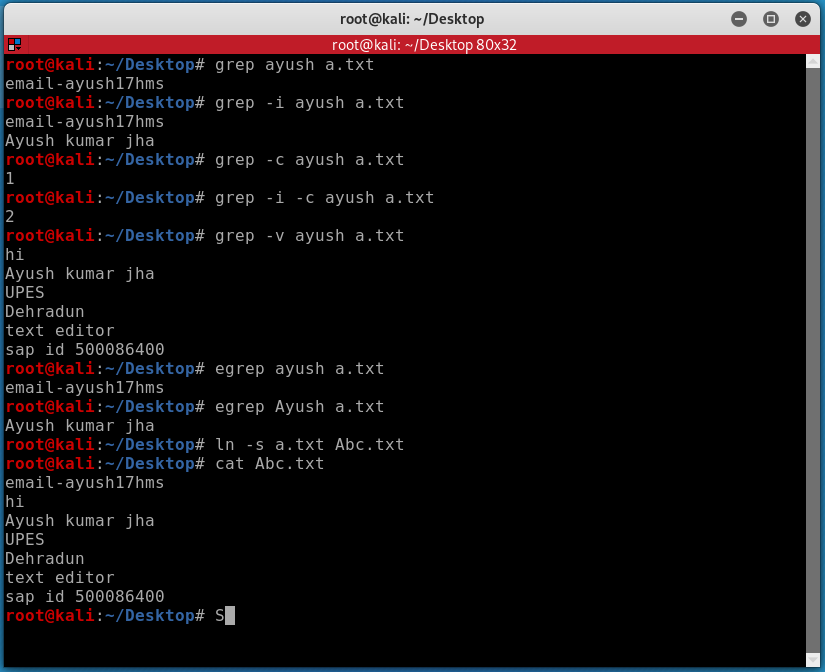 root@kali: ~/Desktop
root@kali: ~/Desktop 80x32
root@kali:~/Desktop# grep ayush a.txt
email-ayush17hms
root@kali:~/Desktop# grep -i ayush a.txt
email-ayush17hms
Ayush kumar jha
root@kali:~/Desktop# grep -c ayush a.txt
1
root@kali:~/Desktop# grep -i -c ayush a.txt
2
root@kali:~/Desktop# grep -v ayush a.txt
hi
Ayush kumar jha
UPES
Dehradun
text editor
sap id 500086400
root@kali:~/Desktop# egrep ayush a.txt
email-ayush17hms
root@kali:~/Desktop# egrep Ayush a.txt
Ayush kumar jha
root@kali:~/Desktop# ln -s a.txt Abc.txt
root@kali:~/Desktop# cat Abc.txt
email-ayush17hms
hi
Ayush kumar jha
UPES
Dehradun
text editor
sap id 500086400
root@kali:~/Desktop# S